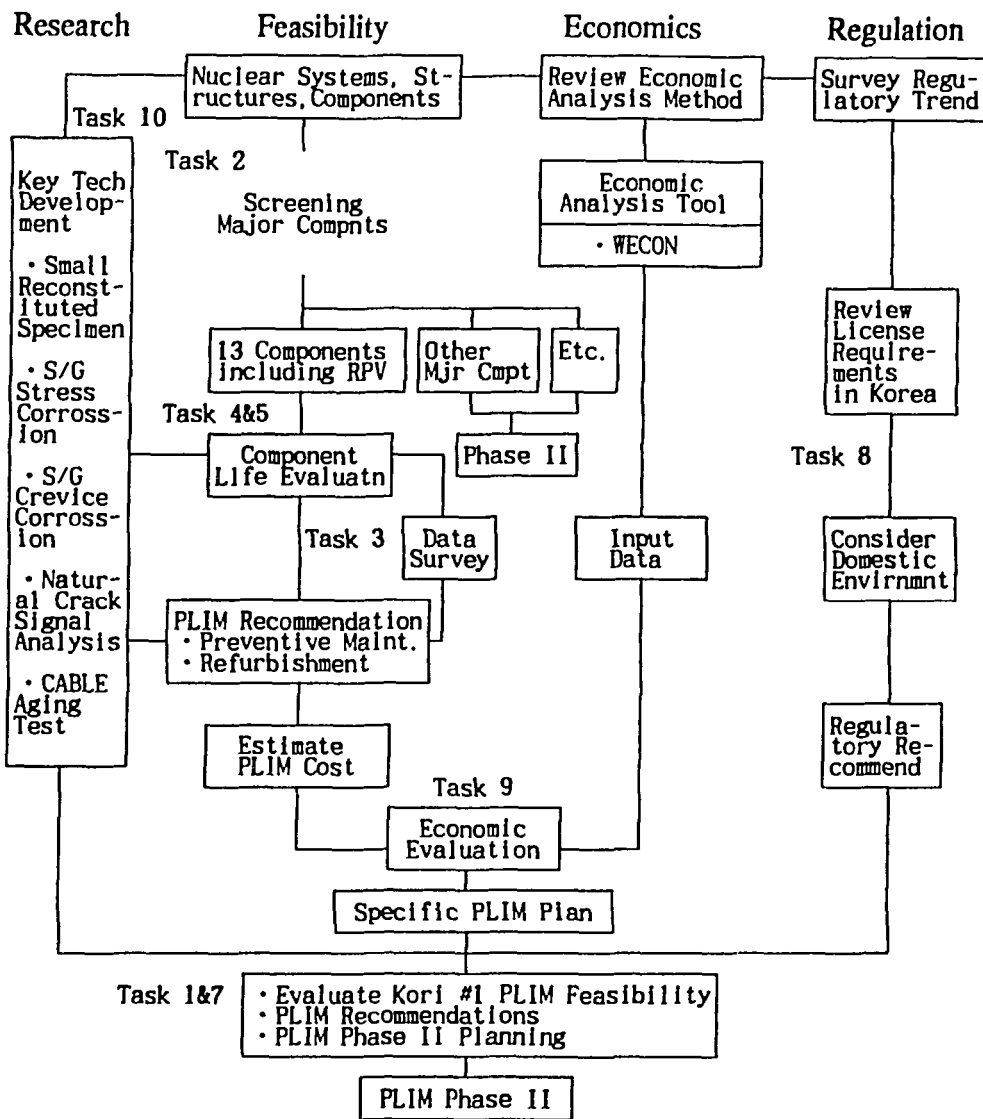 Research
Feasibility
Economics
Regulation
Nuclear Systems, St-
ructures, Components
Review Economic
Analysis Method
Survey Regu-
latory Trend
Task 10
Task 2
Key Tech
Develop-
ment
・Small
Reconst-
ituted
Specimen
・S/G
Stress
Corross-
ion
・S/G
Crevice
Corross-
ion
・Natur-
al Crack
Signal
Analysis
・CABLE
Aging
Test
Screening
Major Compnts
Economic
Analysis Tool
・WECON
13 Components
including RPV
Other
Mjr Cmpt
Etc.
Phase II
Review
License
Require-
ments
in Korea
Task 4&5
Component
Life Evaluatn
Task 8
Task 3
Data
Survey
Input
Data
Consider
Domestic
Envirnmnt
PLIM Recommendation
・Preventive Maint.
・Refurbishment
Estimate
PLIM Cost
Regula-
tory Re-
commend
Task 9
Economic
Evaluation
Specific PLIM Plan
Task 1&7
・Evaluate Kori #1 PLIM Feasibility
・PLIM Recommendations
・PLIM Phase II Planning
PLIM Phase II